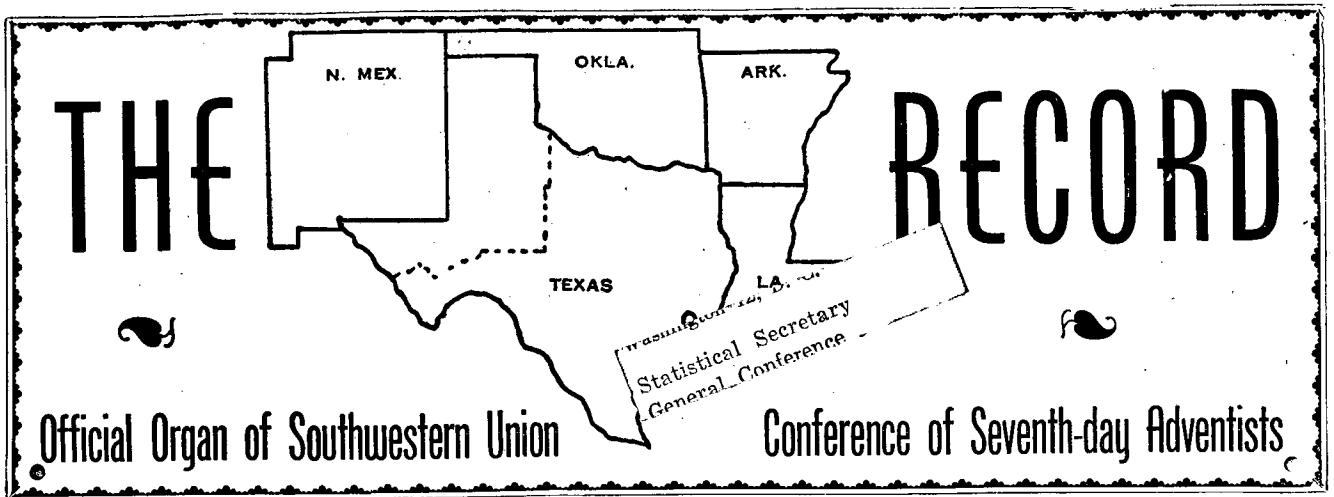 THE RECORD
N. MEX.
OKLA.
ARK.
TEXAS
LA.
Statistical Secretary
General Conference
Official Organ of Southwestern Union Conference of Seventh-day Adventists